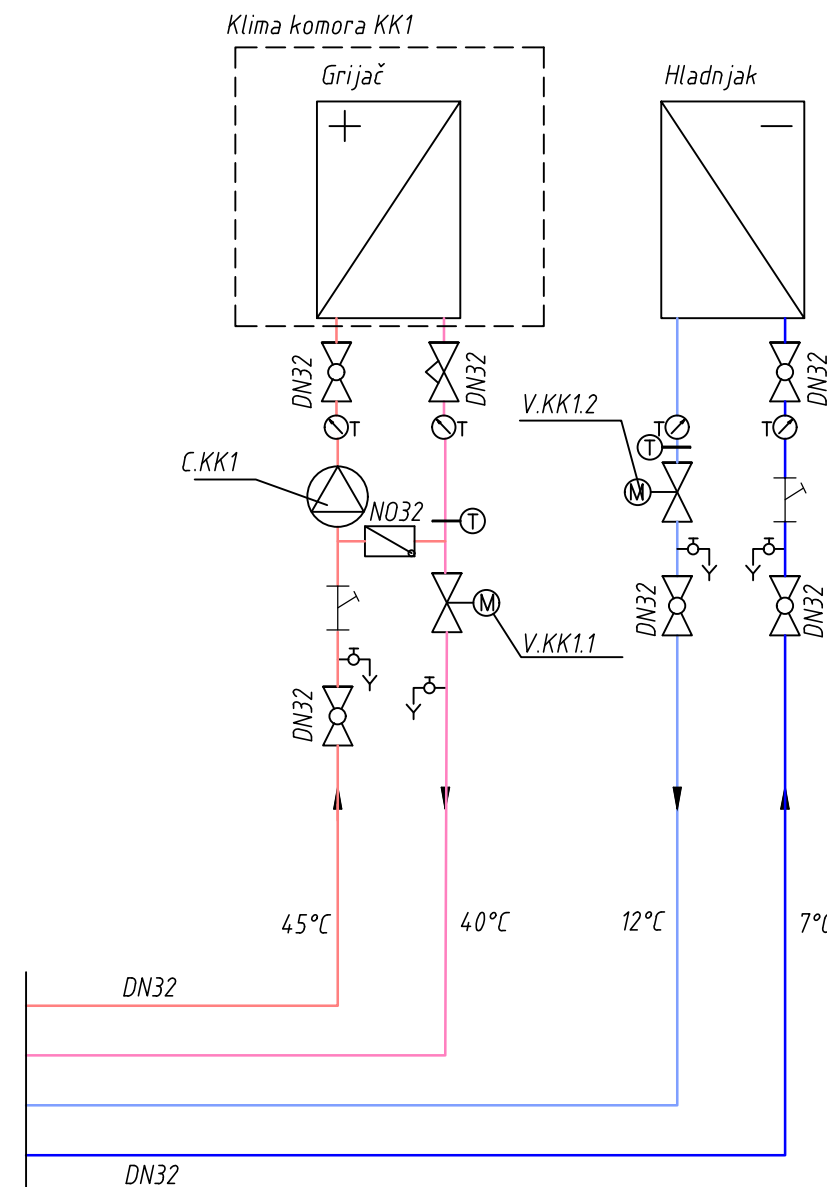 Klima komora KK1
Grijač
Hladnjak
DN32
DN32
DN32
V.KK1.2
T
T
T
T
T
C.KK1
M
NO32
T
M
DN32
DN32
V.KK1.1
DN32
45°C
40°C
12°C
7°C
DN32
DN32